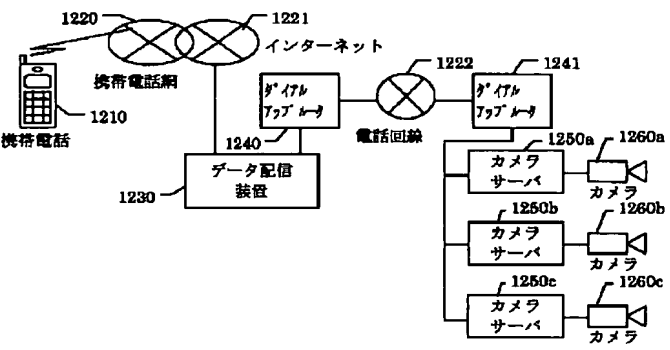 1220
1221
インターネット
携帯電話網
1210
携帯電話
ダイアル
アップルータ
1240
1222
電話回線
1241
ダイアル
アップルータ
データ配信
装置
1230
1250a
カメラ
サーバ
1260a
カメラ
1250b
カメラ
サーバ
1260b
カメラ
1250c
カメラ
サーバ
1260c
カメラ